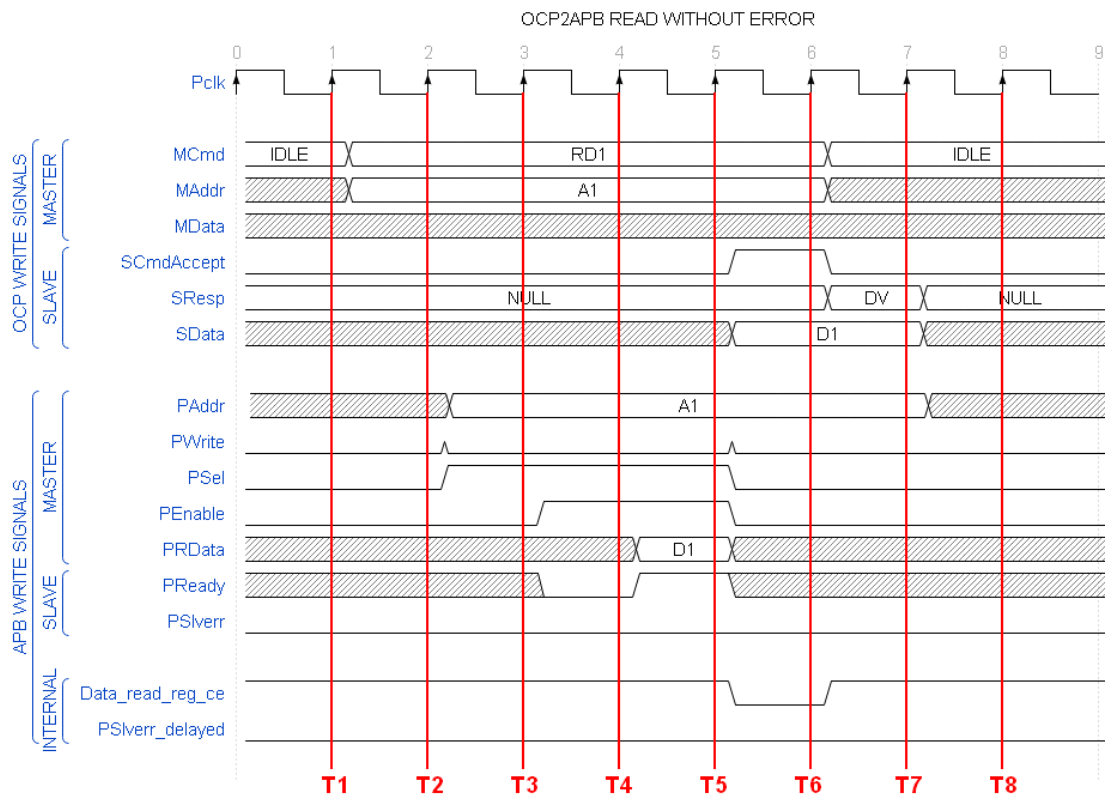 OCP2APB READ WITHOUT ERROR
0 1 2 3 4 5 6 7 8 9
Pclk
OCP WRITE SIGNALS
MASTER
MCmd IDLE RD1 IDLE
MAddr A1
MData
SLAVE
SCmdAccept
SResp NULL DV NULL
SData D1
APB WRITE SIGNALS
MASTER
PAddr A1
PWrite
PSel
PEnable
PRData D1
SLAVE
PReady
PSlverr
INTERNAL
Data_read_reg_ce
PSlverr_delayed
T1 T2 T3 T4 T5 T6 T7 T8